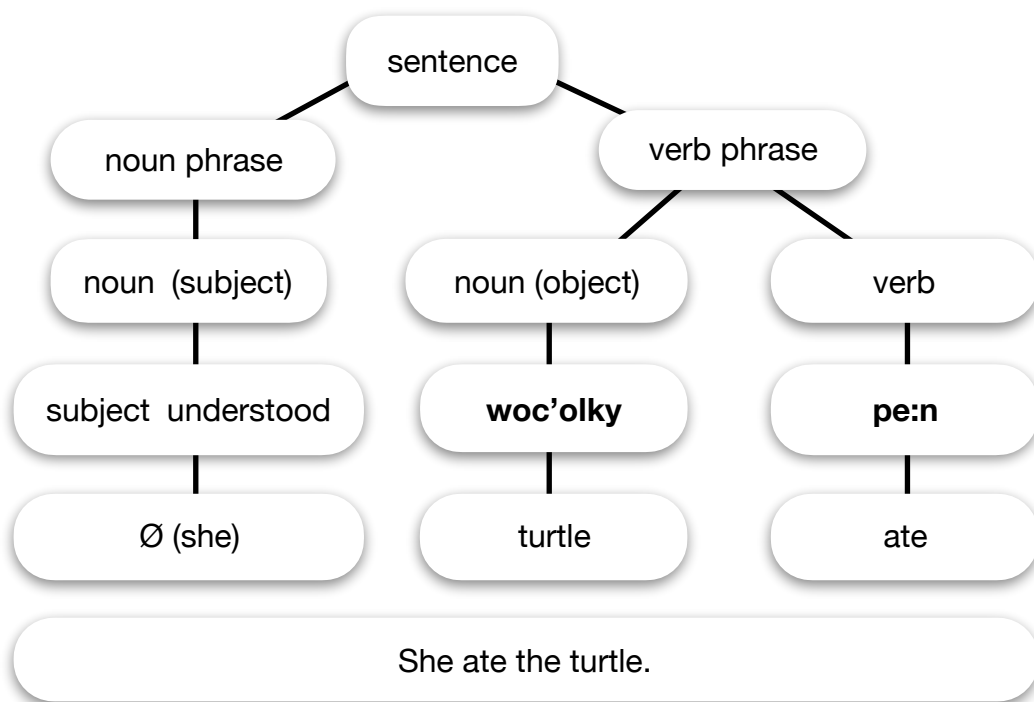 sentence
noun phrase
verb phrase
noun (subject)
noun (object)
verb
subject understood
woc’olky
pe:n
Ø (she)
turtle
ate
She ate the turtle.